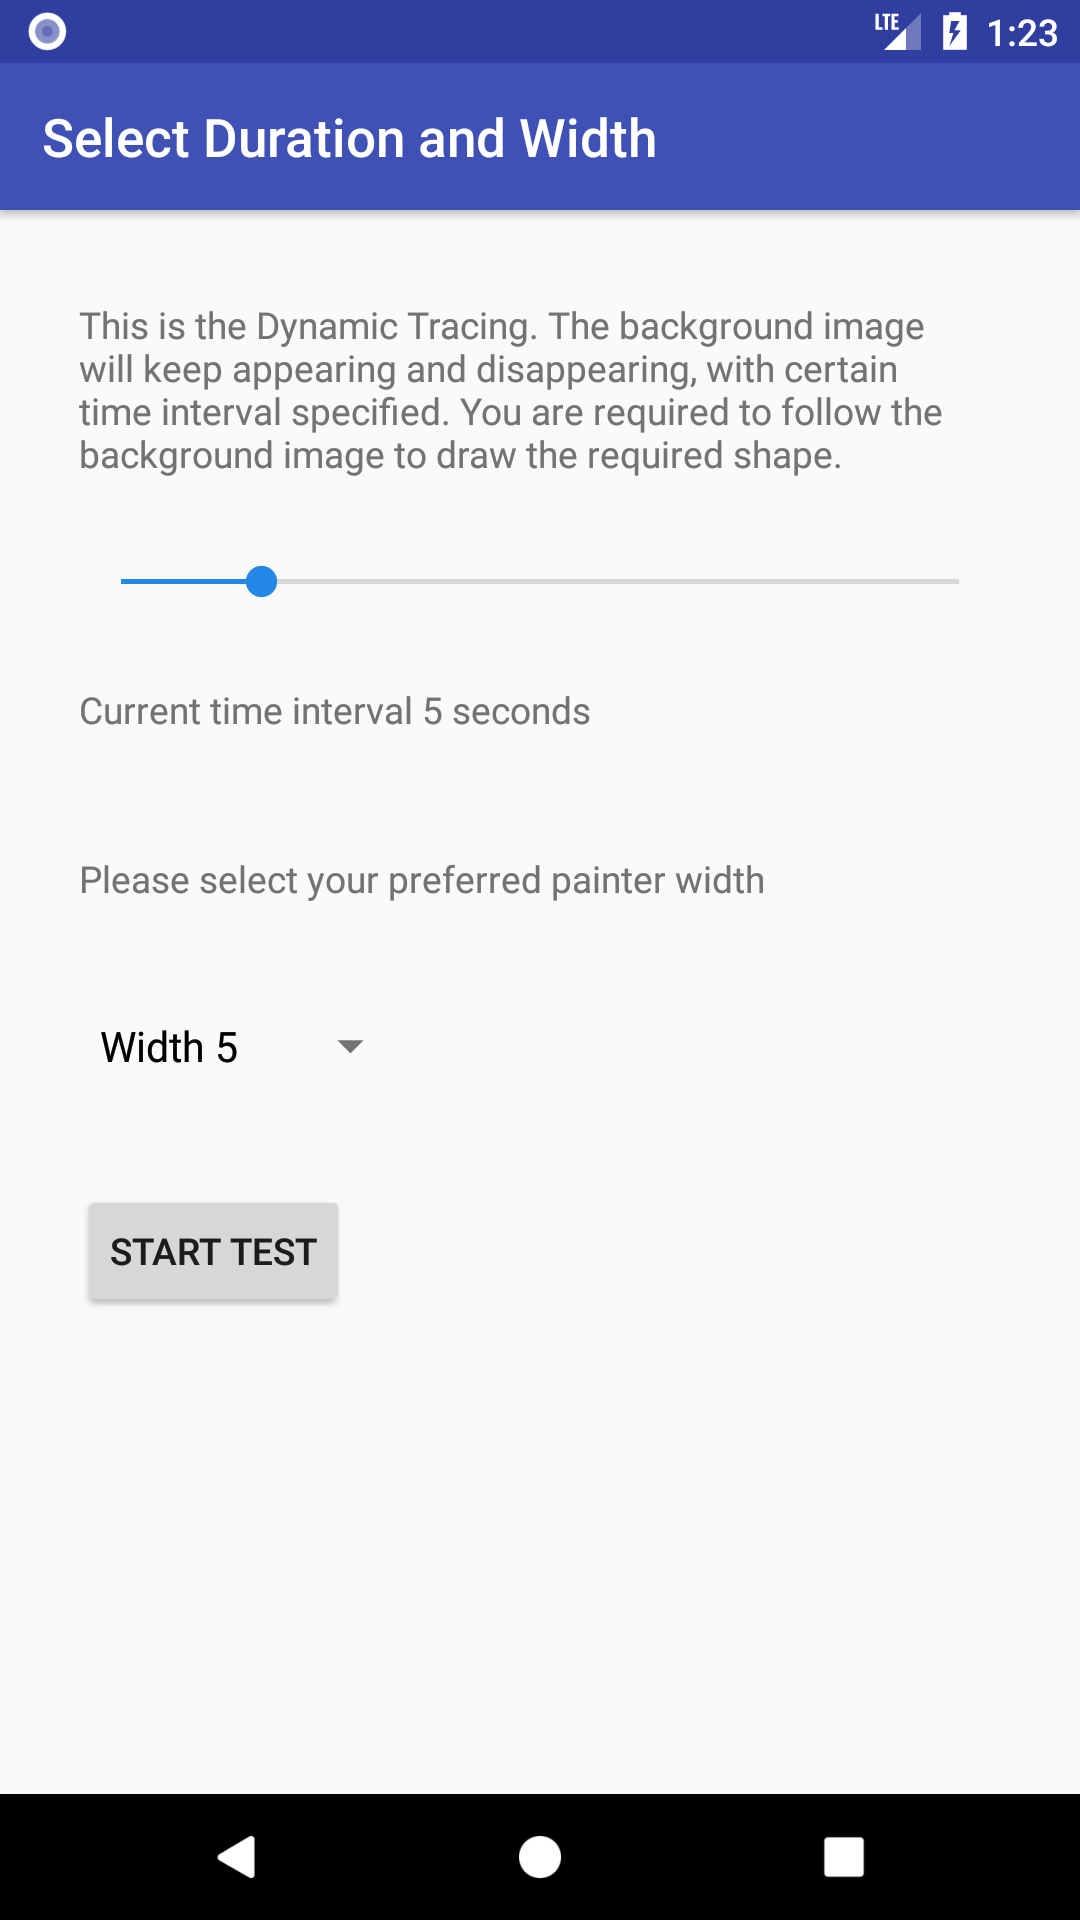 LTE 1:23
Select Duration and Width
This is the Dynamic Tracing. The background image
will keep appearing and disappearing, with certain
time interval specified. You are required to follow the
background image to draw the required shape.
Current time interval 5 seconds
Please select your preferred painter width
Width 5
START TEST